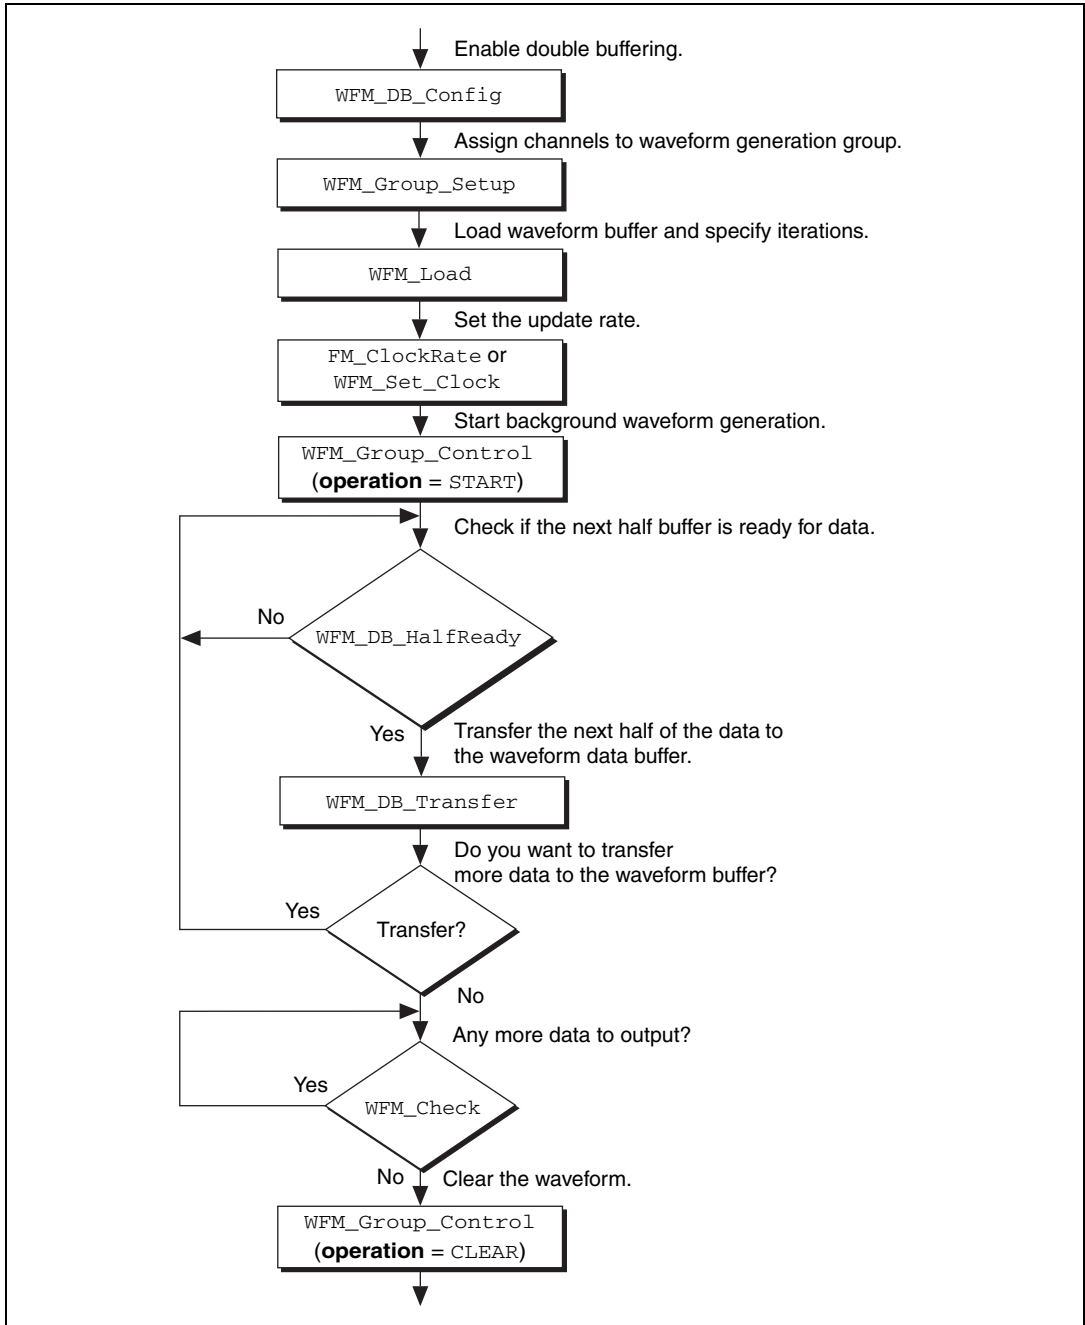 Enable double buffering.
WFM_DB_Config
Assign channels to waveform generation group.
WFM_Group_Setup
Load waveform buffer and specify iterations.
WFM_Load
Set the update rate.
FM_ClockRate or
WFM_Set_Clock
Start background waveform generation.
WFM_Group_Control
(operation = START)
Check if the next half buffer is ready for data.
No
WFM_DB_HalfReady
Yes
Transfer the next half of the data to
the waveform data buffer.
WFM_DB_Transfer
Do you want to transfer
more data to the waveform buffer?
Yes
Transfer?
No
Any more data to output?
Yes
WFM_Check
No
Clear the waveform.
WFM_Group_Control
(operation = CLEAR)